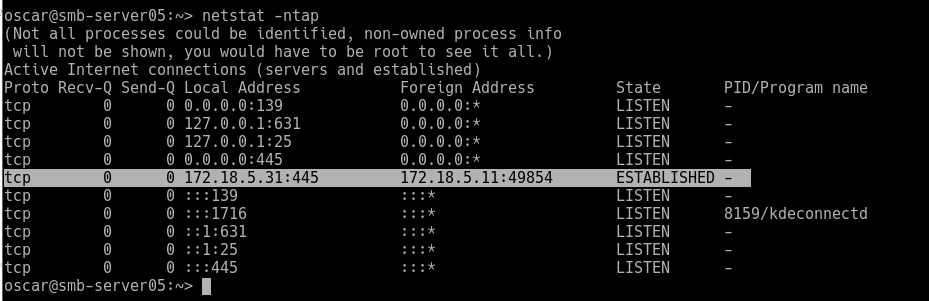 oscar@smb-server05:~> netstat -ntap
(Not all processes could be identified, non-owned process info
 will not be shown, you would have to be root to see it all.)
Active Internet connections (servers and established)
Proto Recv-Q Send-Q Local Address           Foreign Address         State       PID/Program name
tcp        0      0 0.0.0.0:139             0.0.0.0:*               LISTEN      -
tcp        0      0 127.0.0.1:631           0.0.0.0:*               LISTEN      -
tcp        0      0 127.0.0.1:25            0.0.0.0:*               LISTEN      -
tcp        0      0 0.0.0.0:445             0.0.0.0:*               LISTEN      -
tcp        0      0 172.18.5.31:445         172.18.5.11:49854       ESTABLISHED -
tcp        0      0 :::139                  :::*                    LISTEN      -
tcp        0      0 :::1716                 :::*                    LISTEN      8159/kdeconnectd
tcp        0      0 ::1:631                 :::*                    LISTEN      -
tcp        0      0 ::1:25                  :::*                    LISTEN      -
tcp        0      0 :::445                  :::*                    LISTEN      -
oscar@smb-server05:~>